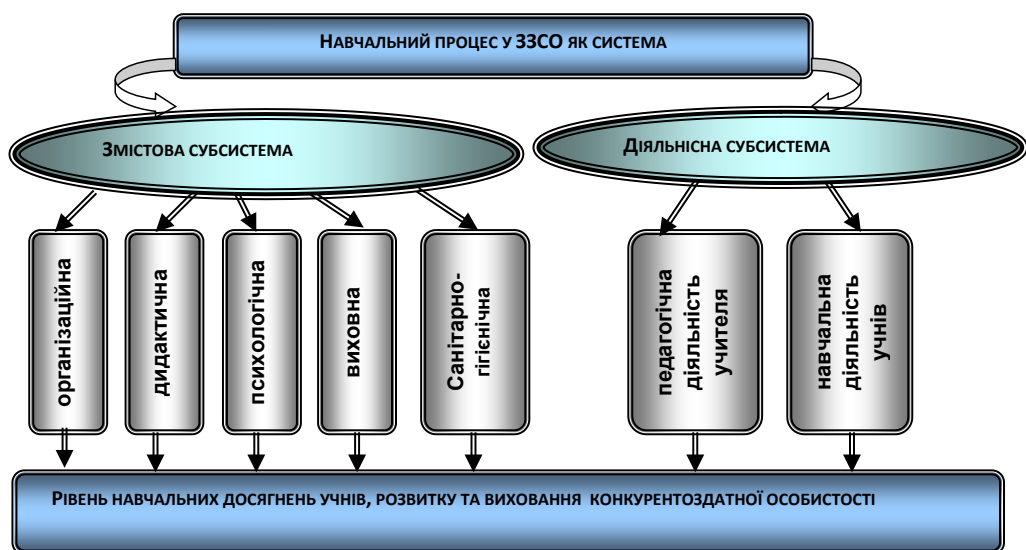 НАВЧАЛЬНИЙ ПРОЦЕС У ЗЗСО ЯК СИСТЕМА
ЗМІСТОВА СУБСИСТЕМА
ДІЯЛЬНІСНА СУБСИСТЕМА
організаційна
дидактична
психологічна
виховна
Санітарно-
гігієнічна
педагогічна
діяльність
учителя
навчальна
діяльність
учнів
РІВЕНЬ НАВЧАЛЬНИХ ДОСЯГНЕНЬ УЧНІВ, РОЗВИТКУ ТА ВИХОВАННЯ КОНКУРЕНТОЗДАТНОЇ ОСОБИСТОСТІ